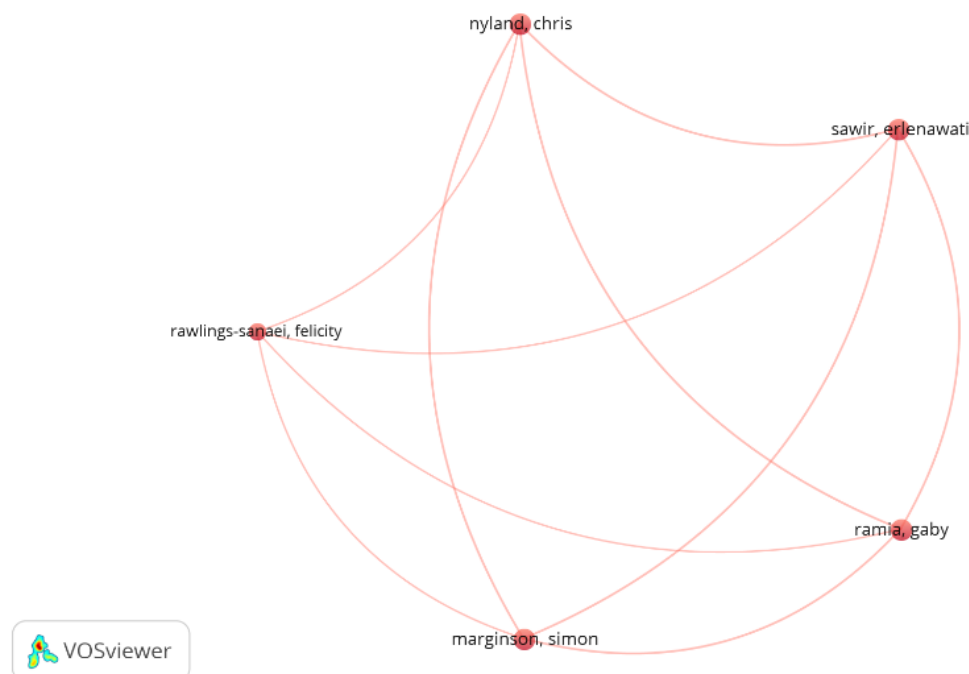 nyland, chris
sawir, erlenawati
rawlings-sanaei, felicity
ramia, gaby
marginson, simon
VOSviewer